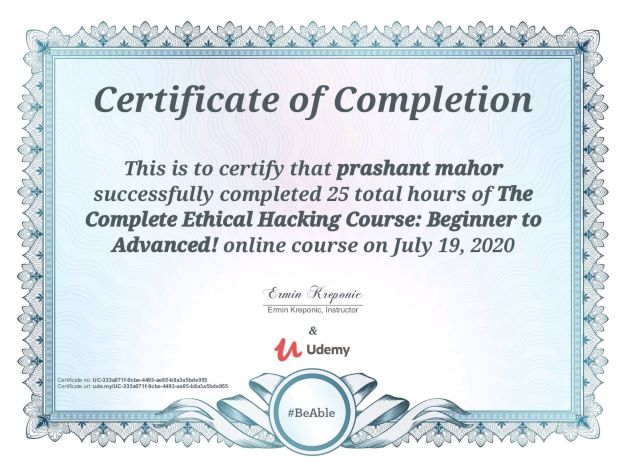 Certificate of Completion
This is to certify that prashant mahor
successfully completed 25 total hours of The
Complete Ethical Hacking Course: Beginner to
Advanced! online course on July 19, 2020
Ermin Kreponic
Ermin Kreponic, Instructor
&
Udemy
Certificate no. UC-333a871f-9cbe-4493-ae85-b8a3a5bde955
Certificate url: ude.my/UC-333a871f-9cbe-4493-ae85-b8a3a5bde955
#BeAble